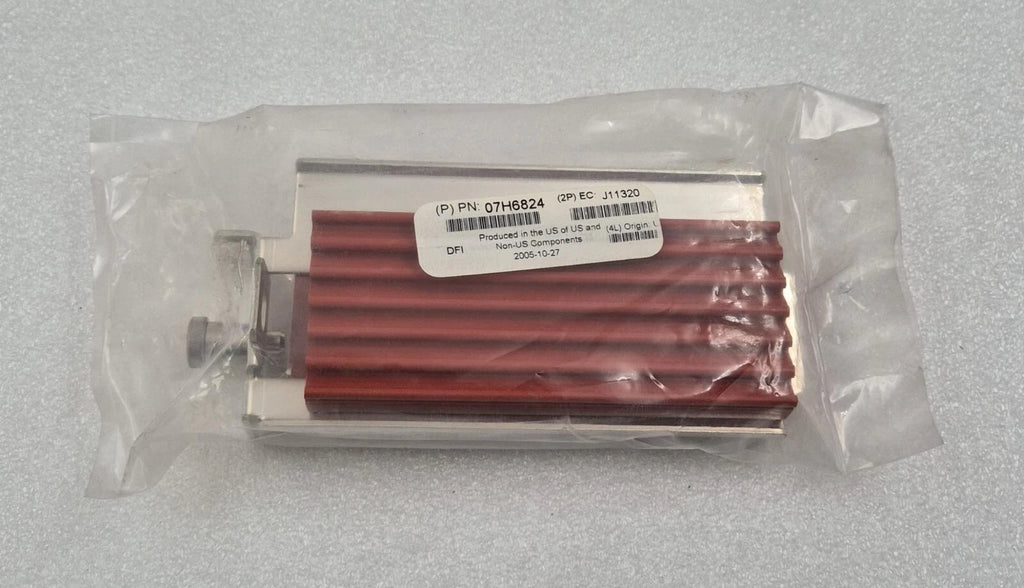 (P) PN: 07H6824 (2P) EC: J11320
DFI Produced in the US of US and (4L) Origin:
Non-US Components
2005-10-27